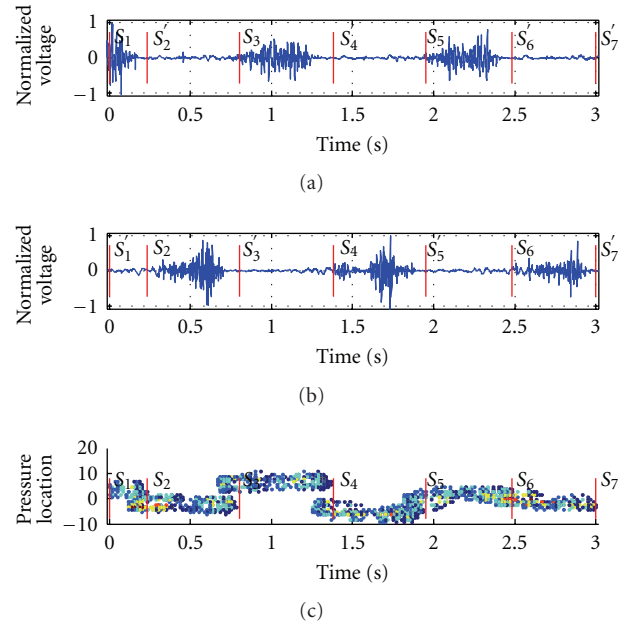 Normalized voltage
1
0
−1
S₁ S′₂ S₃ S₄ S₅ S′₆ S′₇
0 0.5 1 1.5 2 2.5 3
Time (s)
(a)
Normalized voltage
1
0
−1
S′₁ S₂ S′₃ S₄ S′₅ S₆ S′₇
0 0.5 1 1.5 2 2.5 3
Time (s)
(b)
Pressure location
20
10
0
−10
S₁ S₂ S₄ S₅ S₆ S₇
0 0.5 1 1.5 2 2.5 3
Time (s)
(c)